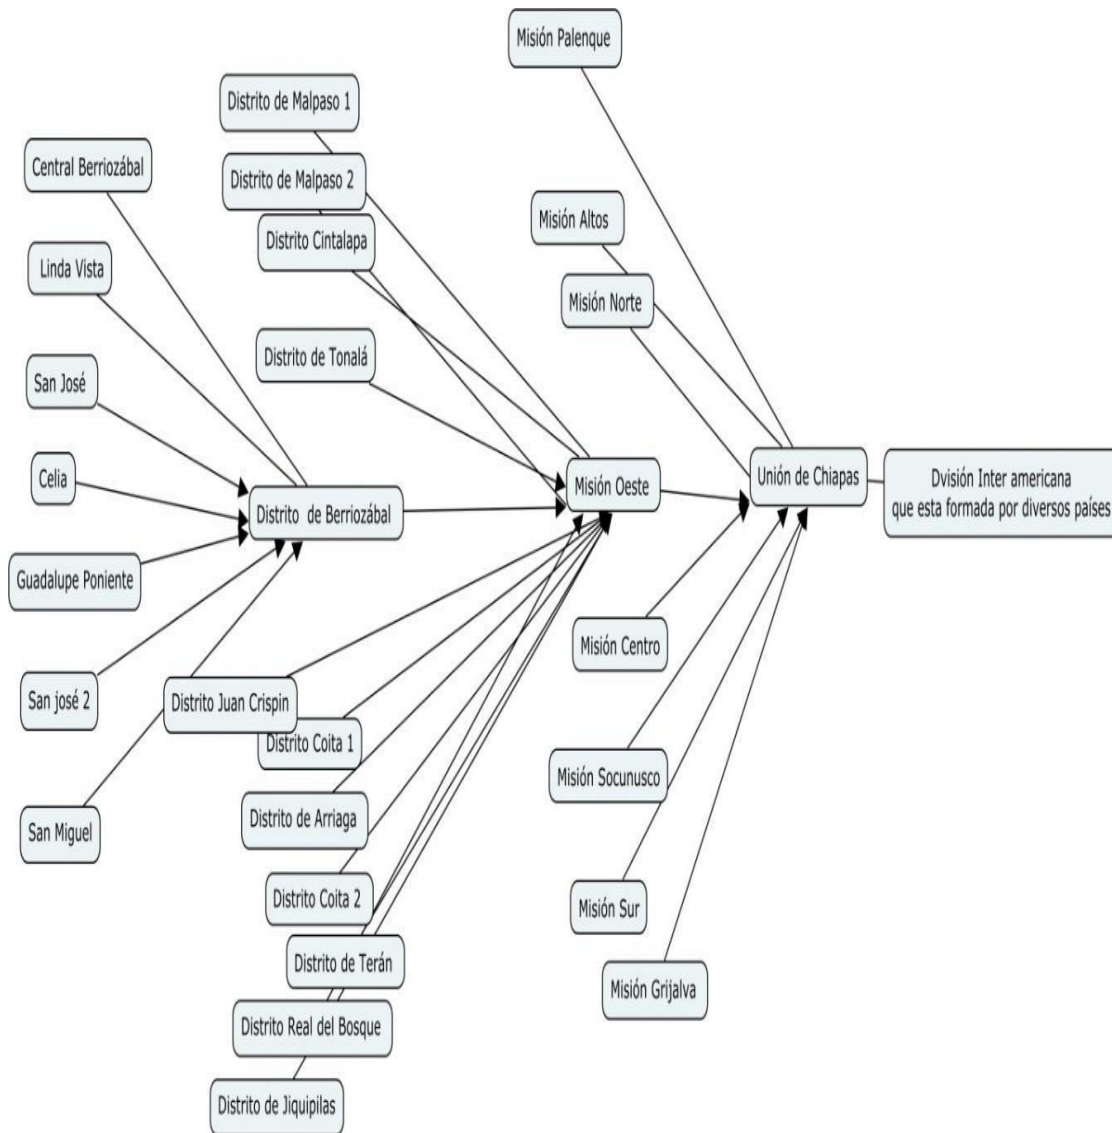 Misión Palenque
Distrito de Malpaso 1
Central Berriozábal
Distrito de Malpaso 2
Misión Altos
Distrito Cintalapa
Linda Vista
Misión Norte
Distrito de Tonalá
San José
Celia
Misión Oeste
Unión de Chiapas
Dvisión Inter americana
que esta formada por diversos países
Distrito de Berriozábal
Guadalupe Poniente
Misión Centro
San josé 2
Distrito Juan Crispin
Distrito Coita 1
Misión Socunusco
Distrito de Arriaga
San Miguel
Distrito Coita 2
Misión Sur
Distrito de Terán
Misión Grijalva
Distrito Real del Bosque
Distrito de Jiquipilas